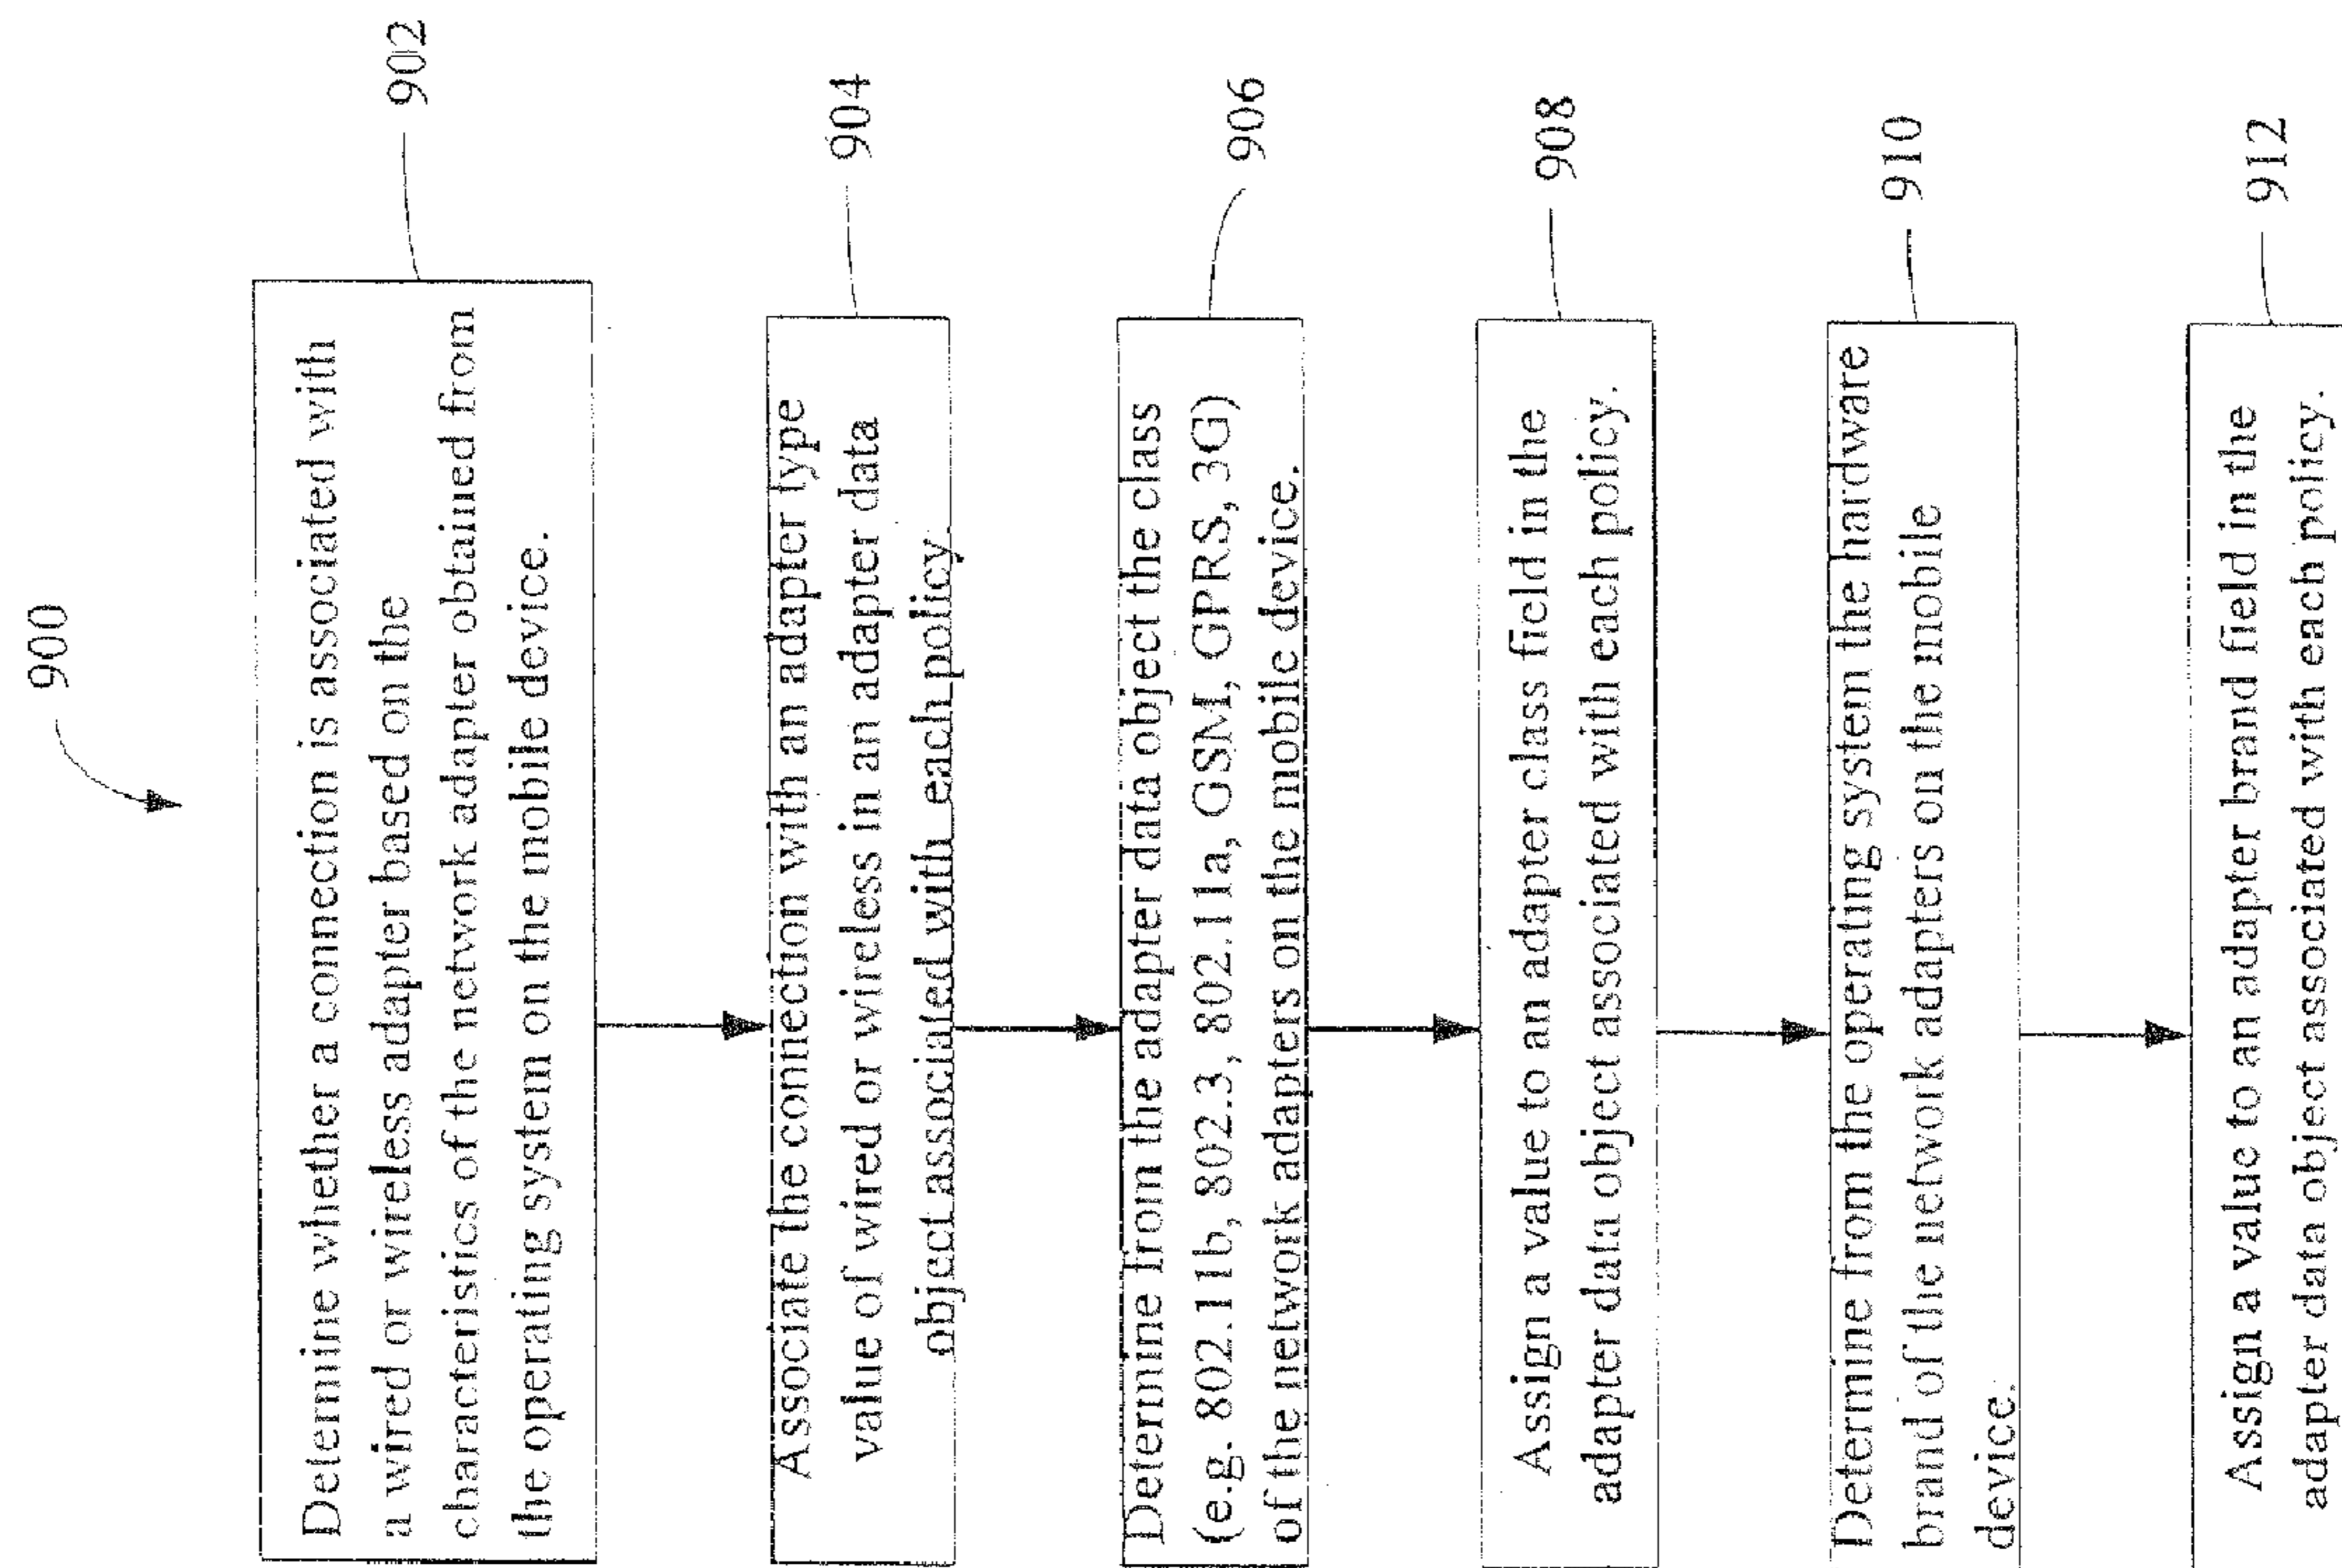 900
Determine whether a connection is associated with
a wired or wireless adapter based on the
characteristics of the network adapter obtained from
the operating system on the mobile device.
902
Associate the connection with an adapter type
value of wired or wireless in an adapter data
object associated with each policy.
904
Determine from the adapter data object the class
(e.g. 802.11b, 802.3, 802.11a, GSM, GPRS, 3G)
of the network adapters on the mobile device.
906
Assign a value to an adapter class field in the
adapter data object associated with each policy.
908
Determine from the operating system the hardware
brand of the network adapters on the mobile
device.
910
Assign a value to an adapter brand field in the
adapter data object associated with each policy.
912